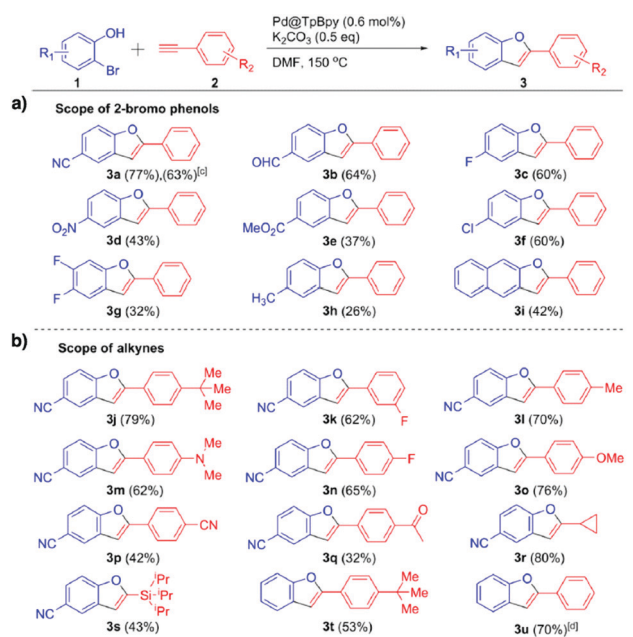 R1 OH Br 1
+
R2 2
Pd@TpBpy (0.6 mol%)
K2CO3 (0.5 eq)
DMF, 150 °C
R1 O R2 3
a) Scope of 2-bromo phenols
NC O
3a (77%),(63%)[c]
OHC O
3b (64%)
F O
3c (60%)
O2N O
3d (43%)
MeO2C O
3e (37%)
Cl O
3f (60%)
F F O
3g (32%)
H3C O
3h (26%)
O
3i (42%)
b) Scope of alkynes
NC O Me Me Me
3j (79%)
NC O F
3k (62%)
NC O Me
3l (70%)
NC O N Me Me
3m (62%)
NC O F
3n (65%)
NC O OMe
3o (76%)
NC O CN
3p (42%)
NC O O
3q (32%)
NC O
3r (80%)
NC O Si iPr iPr iPr
3s (43%)
O Me Me Me
3t (53%)
O
3u (70%)[d]